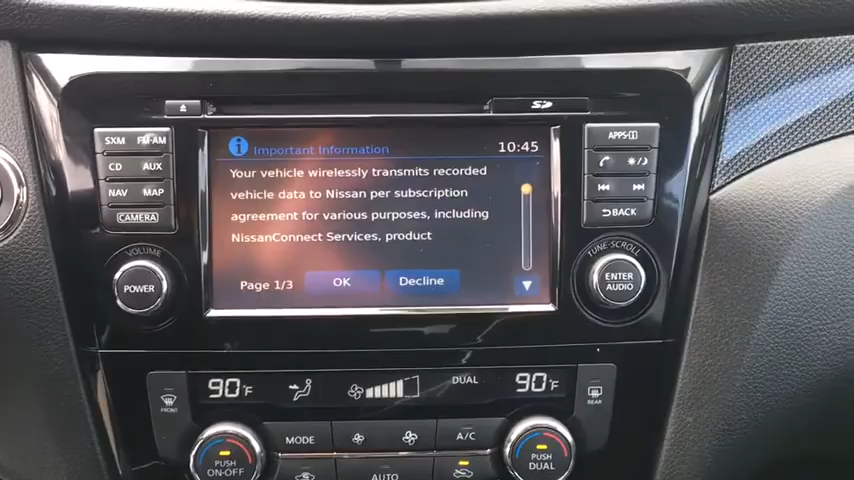 SXM FM·AM
CD AUX
NAV MAP
CAMERA
VOLUME
POWER
Important Information 10:45
Your vehicle wirelessly transmits recorded
vehicle data to Nissan per subscription
agreement for various purposes, including
NissanConnect Services, product
Page 1/3 OK Decline
APPS
BACK
TUNE·SCROLL
ENTER
AUDIO
90°F DUAL 90°F
FRONT
REAR
MODE A/C
PUSH
ON·OFF
AUTO
PUSH
DUAL